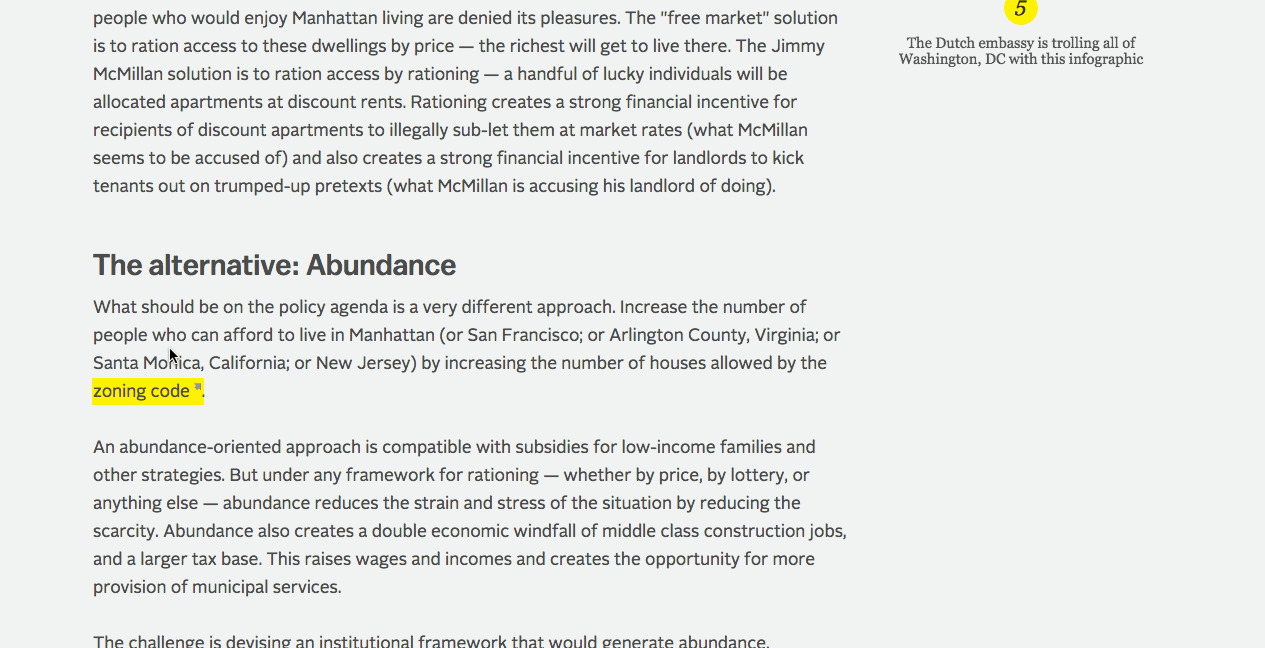 people who would enjoy Manhattan living are denied its pleasures. The "free market" solution
is to ration access to these dwellings by price — the richest will get to live there. The Jimmy
McMillan solution is to ration access by rationing — a handful of lucky individuals will be
allocated apartments at discount rents. Rationing creates a strong financial incentive for
recipients of discount apartments to illegally sub-let them at market rates (what McMillan
seems to be accused of) and also creates a strong financial incentive for landlords to kick
tenants out on trumped-up pretexts (what McMillan is accusing his landlord of doing).
The alternative: Abundance
What should be on the policy agenda is a very different approach. Increase the number of
people who can afford to live in Manhattan (or San Francisco; or Arlington County, Virginia; or
Santa Monica, California; or New Jersey) by increasing the number of houses allowed by the
zoning code .
An abundance-oriented approach is compatible with subsidies for low-income families and
other strategies. But under any framework for rationing — whether by price, by lottery, or
anything else — abundance reduces the strain and stress of the situation by reducing the
scarcity. Abundance also creates a double economic windfall of middle class construction jobs,
and a larger tax base. This raises wages and incomes and creates the opportunity for more
provision of municipal services.
The challenge is devising an institutional framework that would generate abundance.
5
The Dutch embassy is trolling all of
Washington, DC with this infographic